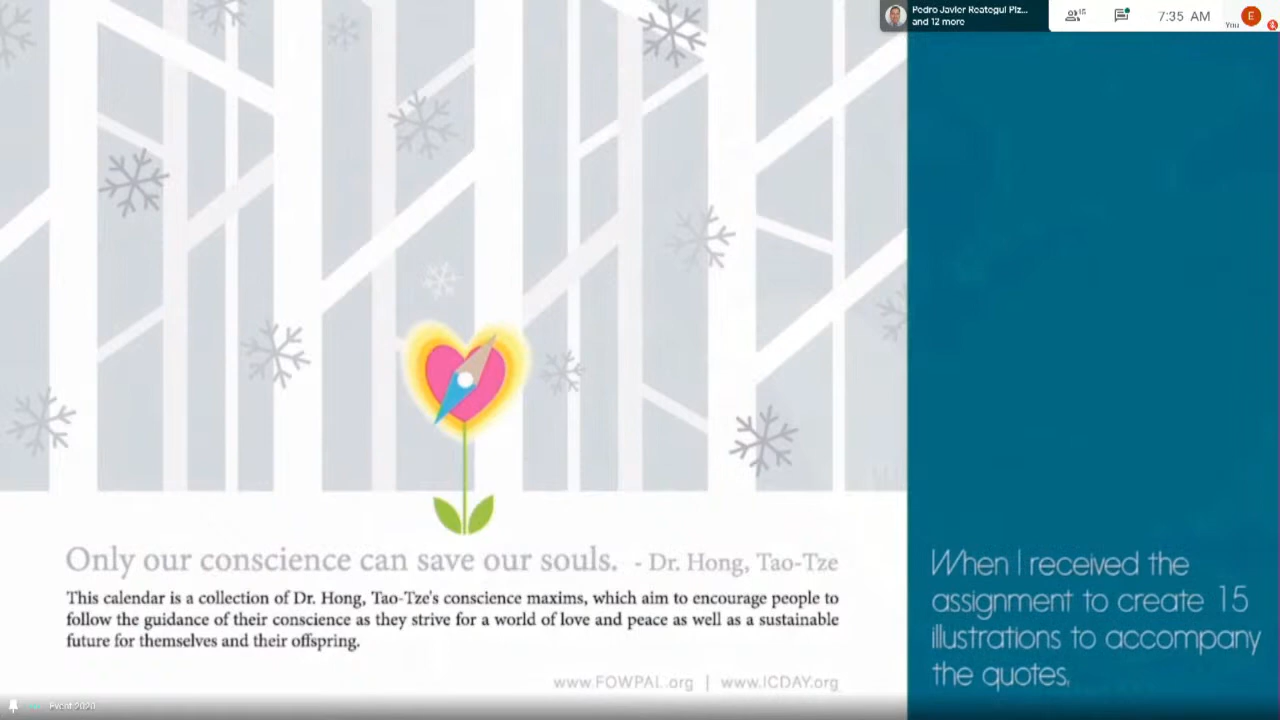 Pedro Javier Reategui Piz...
and 12 more
15
7:35 AM
You
E
Only our conscience can save our souls. - Dr. Hong, Tao-Tze
This calendar is a collection of Dr. Hong, Tao-Tze's conscience maxims, which aim to encourage people to
follow the guidance of their conscience as they strive for a world of love and peace as well as a sustainable
future for themselves and their offspring.
www.FOWPAL.org | www.ICDAY.org
When I received the
assignment to create 15
illustrations to accompany
the quotes,
Event 2020